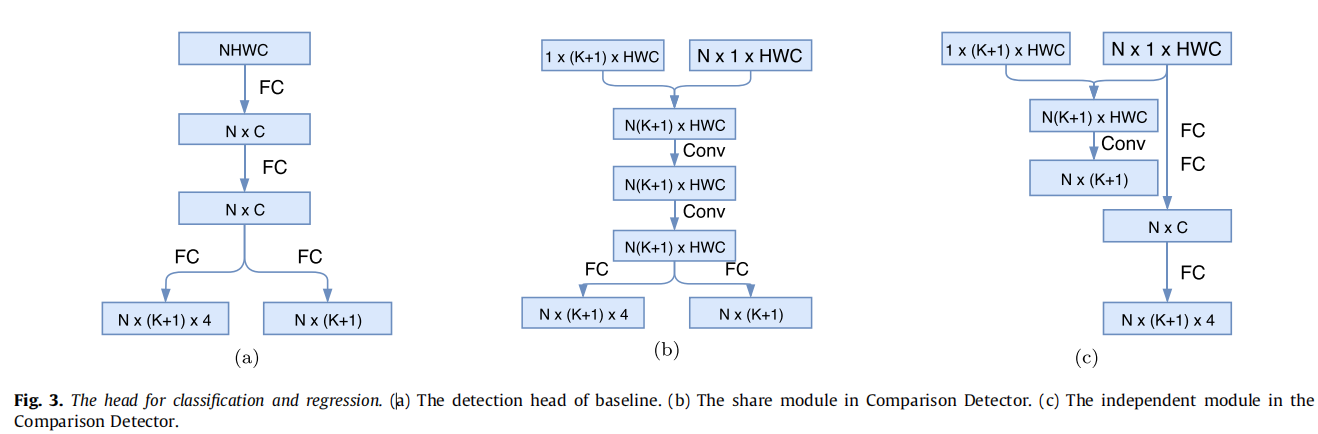 NHWC
FC
N x C
FC
N x C
FC FC
N x (K+1) x 4 N x (K+1)
(a)
1 x (K+1) x HWC N x 1 x HWC
N(K+1) x HWC
Conv
N(K+1) x HWC
Conv
N(K+1) x HWC
FC FC
N x (K+1) x 4 N x (K+1)
(b)
1 x (K+1) x HWC N x 1 x HWC
N(K+1) x HWC
FC
Conv
FC
N x (K+1)
N x C
FC
N x (K+1) x 4
(c)
Fig. 3. The head for classification and regression. (a) The detection head of baseline. (b) The share module in Comparison Detector. (c) The independent module in the
Comparison Detector.